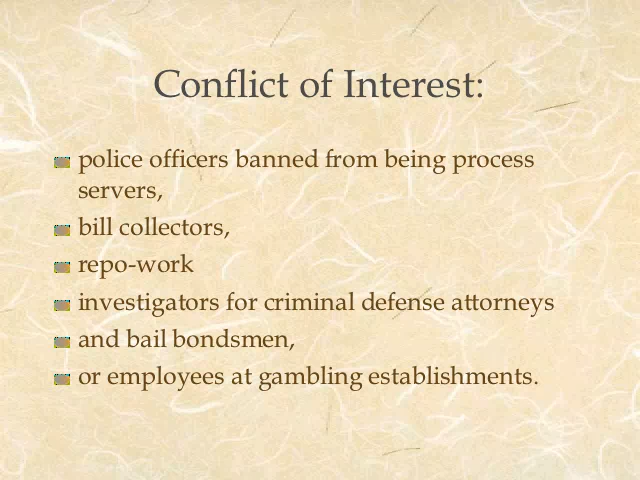 Conflict of Interest:
police officers banned from being process
servers,
bill collectors,
repo-work
investigators for criminal defense attorneys
and bail bondsmen,
or employees at gambling establishments.